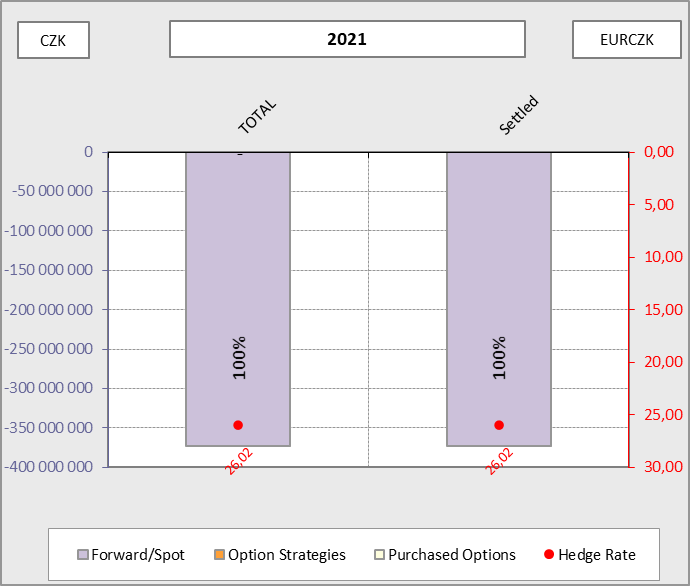 CZK
2021
EURCZK
TOTAL
Settled
0
-50 000 000
-100 000 000
-150 000 000
-200 000 000
-250 000 000
-300 000 000
-350 000 000
-400 000 000
0,00
5,00
10,00
15,00
20,00
25,00
30,00
-
100%
100%
26,02
26,02
Forward/Spot Option Strategies Purchased Options Hedge Rate